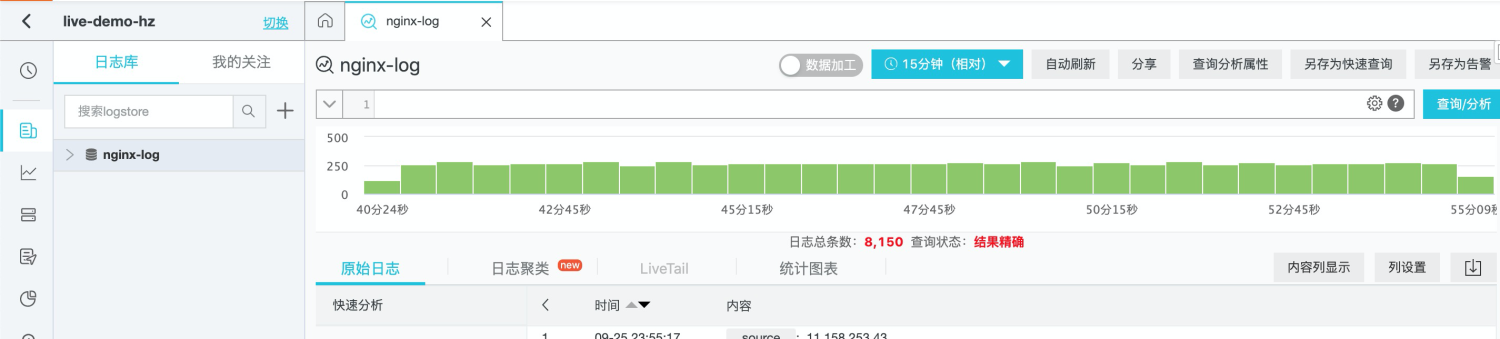 live-demo-hz 切换 nginx-log
日志库 我的关注
nginx-log 数据加工 15分钟（相对） 自动刷新 分享 查询分析属性 另存为快速查询 另存为告警
搜索logstore 1 查询/分析
nginx-log
500
250
0
40分24秒 42分45秒 45分15秒 47分45秒 50分15秒 52分45秒 55分09秒
日志总条数：8,150 查询状态：结果精确
原始日志 日志聚类 new LiveTail 统计图表 内容列显示 列设置
快速分析 时间 内容
1 09-25 23:55:17 source : 11.158.253.43